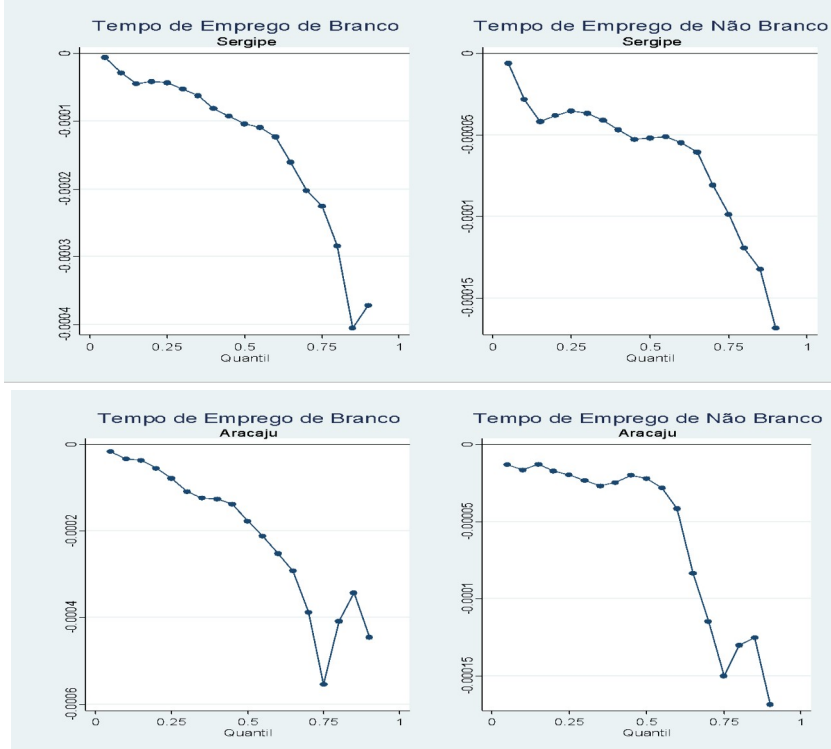 Tempo de Emprego de Branco
Sergipe
0
-0.0001
-0.0002
-0.0003
-0.0004
0 0.25 0.5 0.75 1
Quantil
Tempo de Emprego de Não Branco
Sergipe
0
-0.00005
-0.0001
-0.00015
0 0.25 0.5 0.75 1
Quantil
Tempo de Emprego de Branco
Aracaju
0
-0.0002
-0.0004
-0.0006
0 0.25 0.5 0.75 1
Quantil
Tempo de Emprego de Não Branco
Aracaju
0
-0.00005
-0.0001
-0.00015
0 0.25 0.5 0.75 1
Quantil